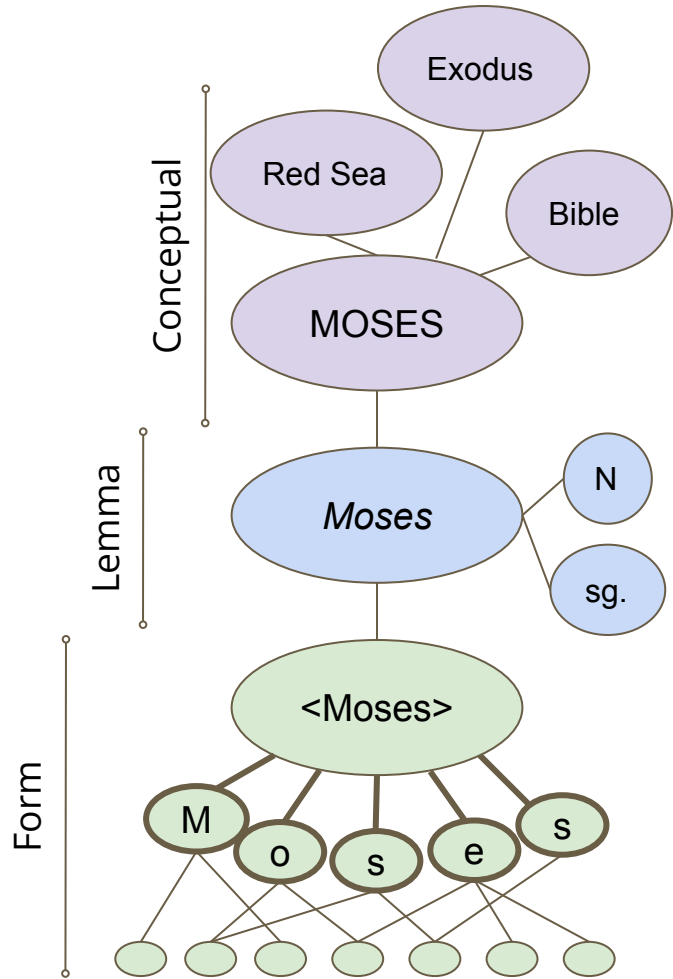 Conceptual
Exodus
Red Sea
Bible
MOSES
Lemma
Moses
N
sg.
Form
<Moses>
M
o
s
e
s